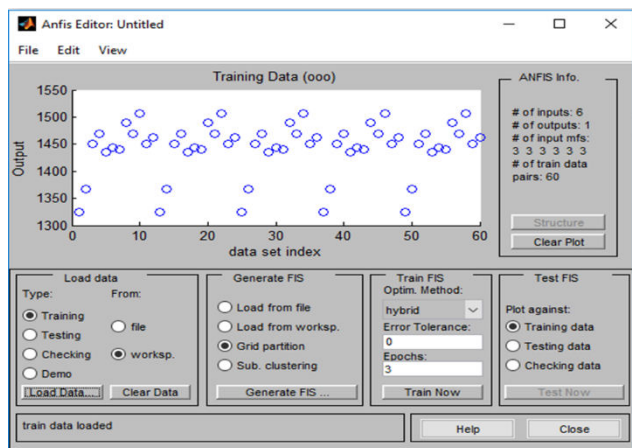 Anfis Editor: Untitled
File Edit View
Training Data (ooo)
1550
1500
1450
1400
1350
1300
Output
0 10 20 30 40 50 60
data set index
ANFIS Info.
# of inputs: 6
# of outputs: 1
# of input mfs:
3 3 3 3 3 3
# of train data
pairs: 60
Structure
Clear Plot
Load data
Type: From:
Training
Testing
Checking
Demo
file
worksp.
Load Data... Clear Data
Generate FIS
Load from file
Load from worksp.
Grid partition
Sub. clustering
Generate FIS ...
Train FIS
Optim. Method:
hybrid
Error Tolerance:
0
Epochs:
3
Train Now
Test FIS
Plot against:
Training data
Testing data
Checking data
Test Now
train data loaded
Help Close